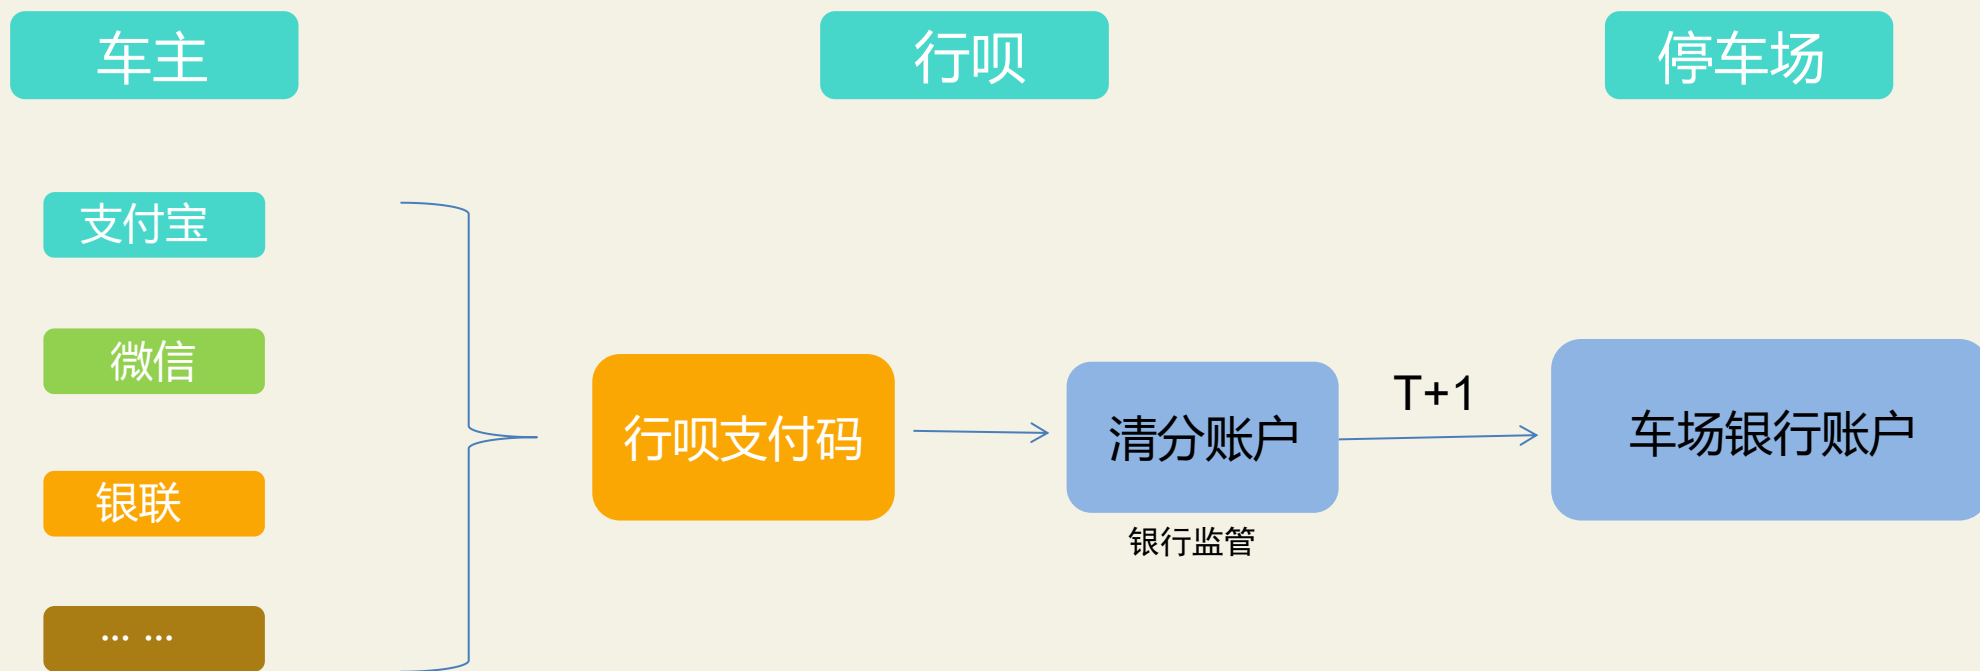 车主
行呗
停车场
支付宝
微信
银联
... ...
行呗支付码
清分账户
银行监管
T+1
车场银行账户